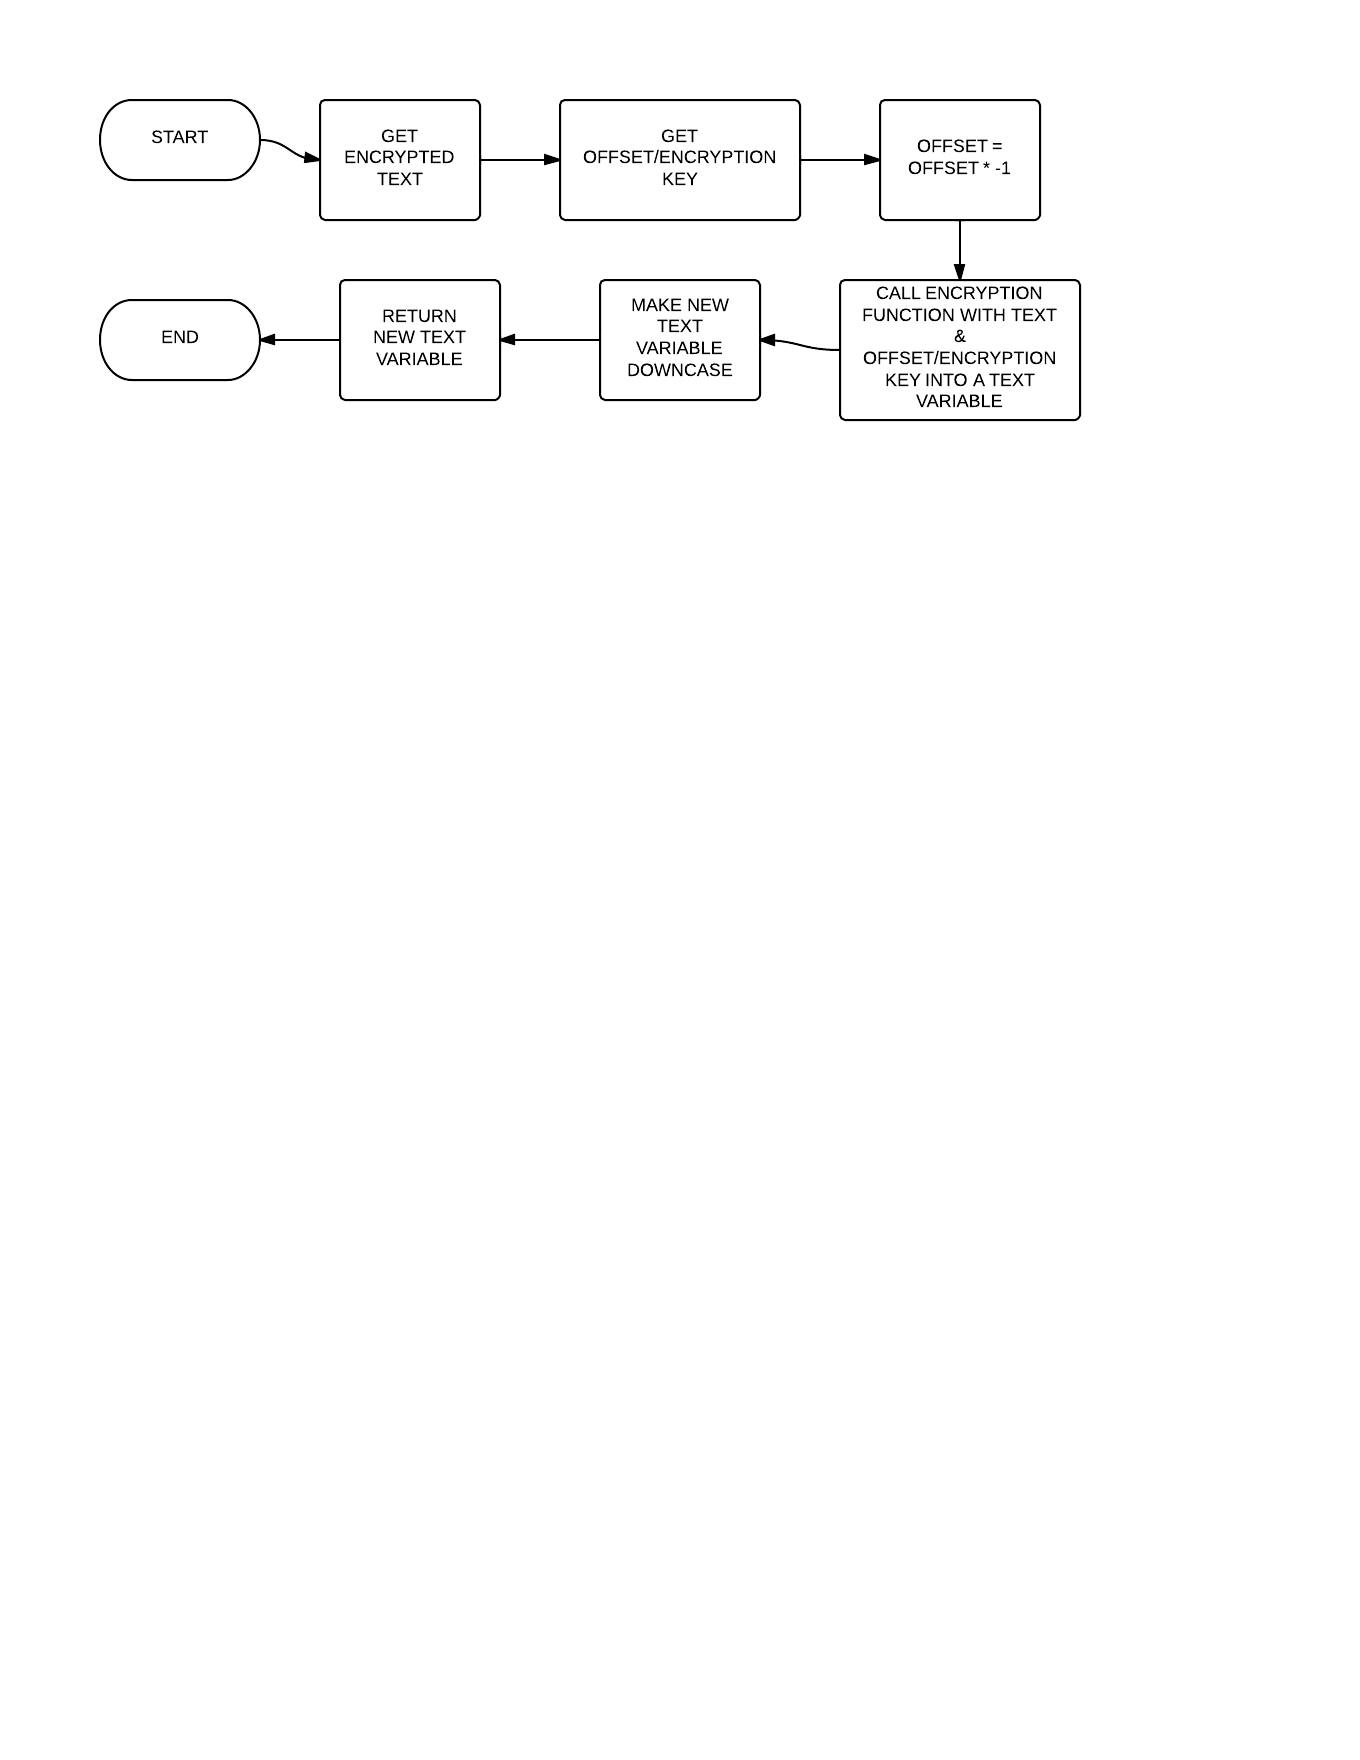 START
GET
ENCRYPTED
TEXT
GET
OFFSET/ENCRYPTION
KEY
OFFSET =
OFFSET * -1
CALL ENCRYPTION
FUNCTION WITH TEXT
&
OFFSET/ENCRYPTION
KEY INTO A TEXT
VARIABLE
MAKE NEW
TEXT
VARIABLE
DOWNCASE
RETURN
NEW TEXT
VARIABLE
END